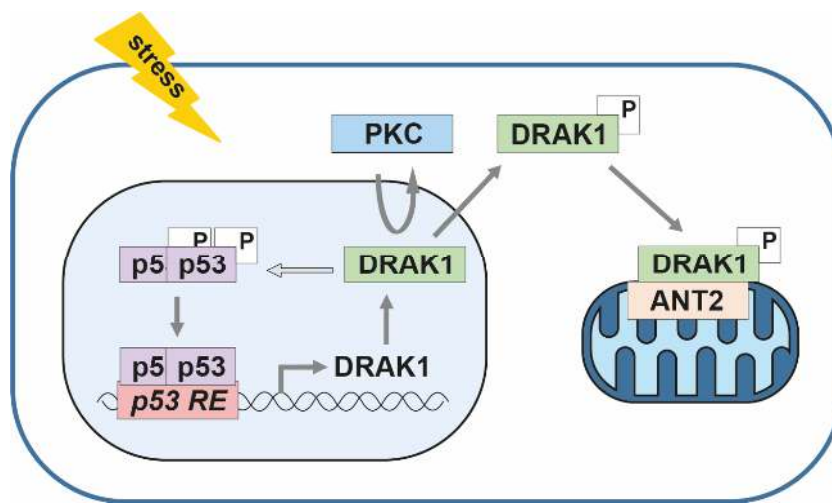 stress
PKC
DRAK1
P
P P
p5 p53
DRAK1
DRAK1
P
ANT2
p5 p53
DRAK1
p53 RE